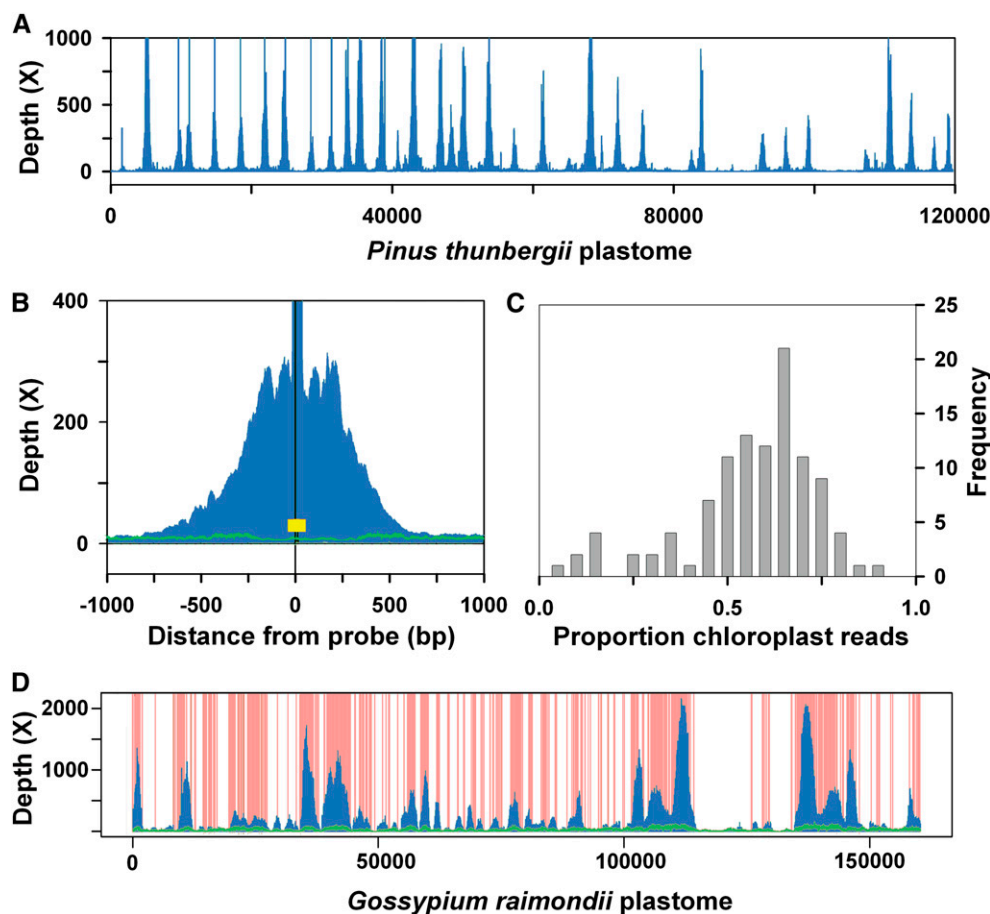 A
Depth (X)
1000
500
0
0 40000 80000 120000
Pinus thunbergii plastome
B
Depth (X)
400
200
0
-1000 -500 0 500 1000
Distance from probe (bp)
C
25
20
15
10
5
0
Frequency
0.0 0.5 1.0
Proportion chloroplast reads
D
Depth (X)
2000
1000
0 50000 100000 150000
Gossypium raimondii plastome